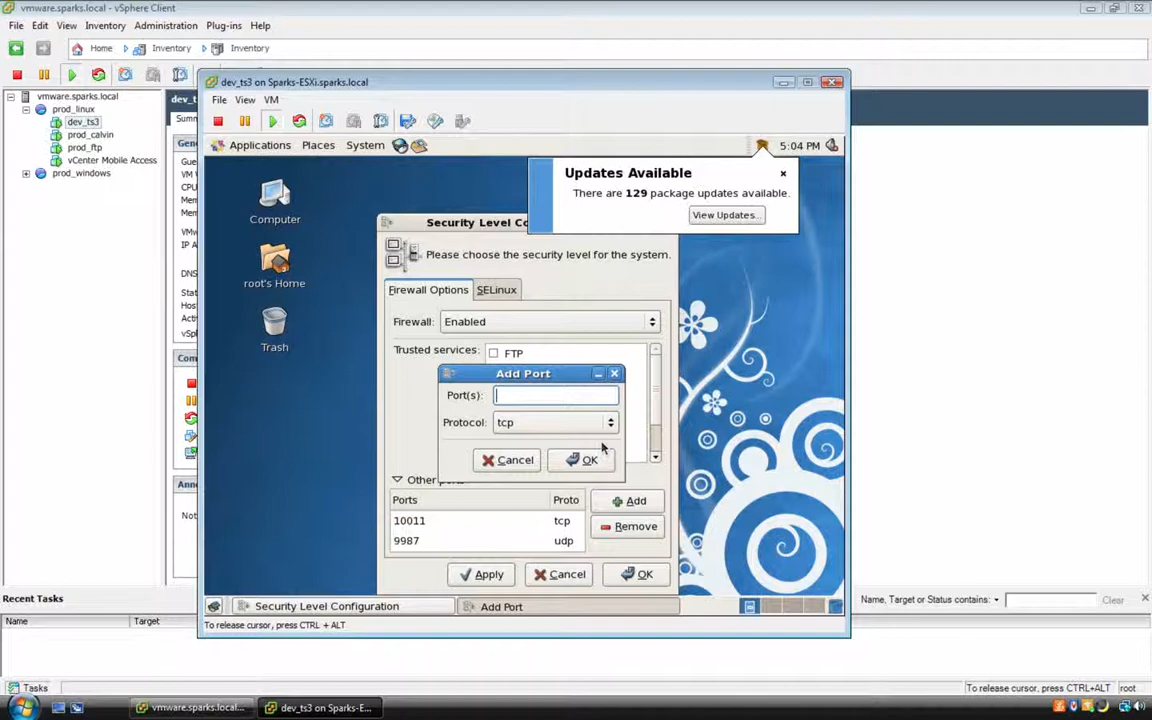 vmware.sparks.local - vSphere Client
File Edit View Inventory Administration Plug-ins Help
Home Inventory Inventory
vmware.sparks.local
prod_linux
dev_ts3
prod_calvin
prod_ftp
vCenter Mobile Access
prod_windows
dev_ts3 on Sparks-ESXi.sparks.local
File View VM
Applications Places System 5:04 PM
Updates Available
There are 129 package updates available.
View Updates...
Computer
root's Home
Trash
Please choose the security level for the system.
Firewall Options SELinux
Firewall: Enabled
Trusted services: FTP
Add Port
Port(s):
Protocol: tcp
Cancel OK
Ports Proto
10011 tcp
9987 udp
Add
Remove
Apply Cancel OK
Security Level Configuration Add Port
To release cursor, press CTRL + ALT
Recent Tasks
Name, Target or Status contains: Clear
Name Target
Tasks
To release cursor, press CTRL+ALT root
vmware.sparks.local... dev_ts3 on Sparks-E...